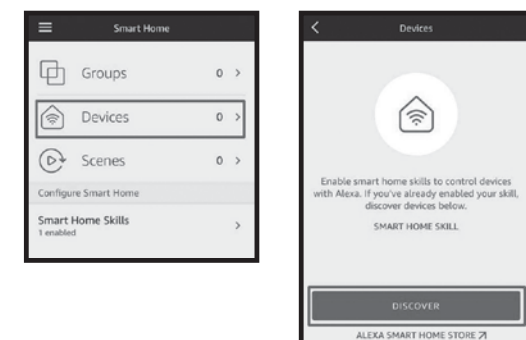 Smart Home
Groups 0 >
Devices 0 >
Scenes 0 >
Configure Smart Home
Smart Home Skills
1 enabled
Devices
Enable smart home skills to control devices
with Alexa. If you've already enabled your skill,
discover devices below.
SMART HOME SKILL
DISCOVER
ALEXA SMART HOME STORE